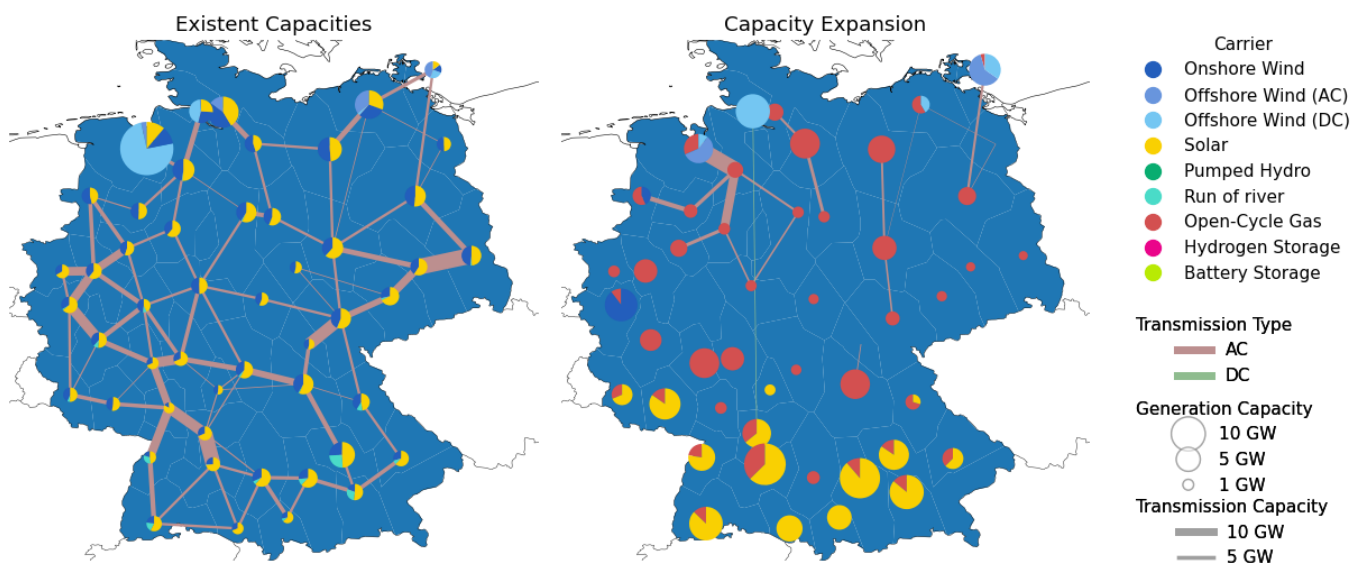 Existent Capacities
Capacity Expansion
Carrier
Onshore Wind
Offshore Wind (AC)
Offshore Wind (DC)
Solar
Pumped Hydro
Run of river
Open-Cycle Gas
Hydrogen Storage
Battery Storage
Transmission Type
AC
DC
Generation Capacity
10 GW
5 GW
1 GW
Transmission Capacity
10 GW
5 GW